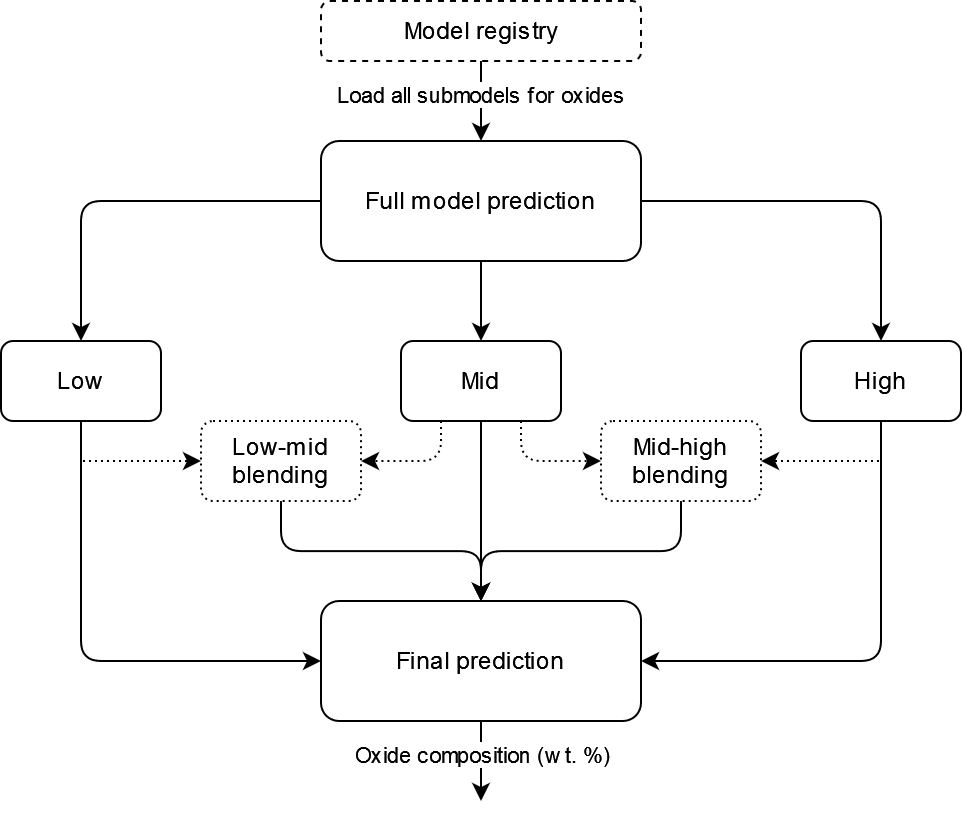 Model registry
Load all submodels for oxides
Full model prediction
Low
Mid
High
Low-mid
blending
Mid-high
blending
Final prediction
Oxide composition (wt. %)